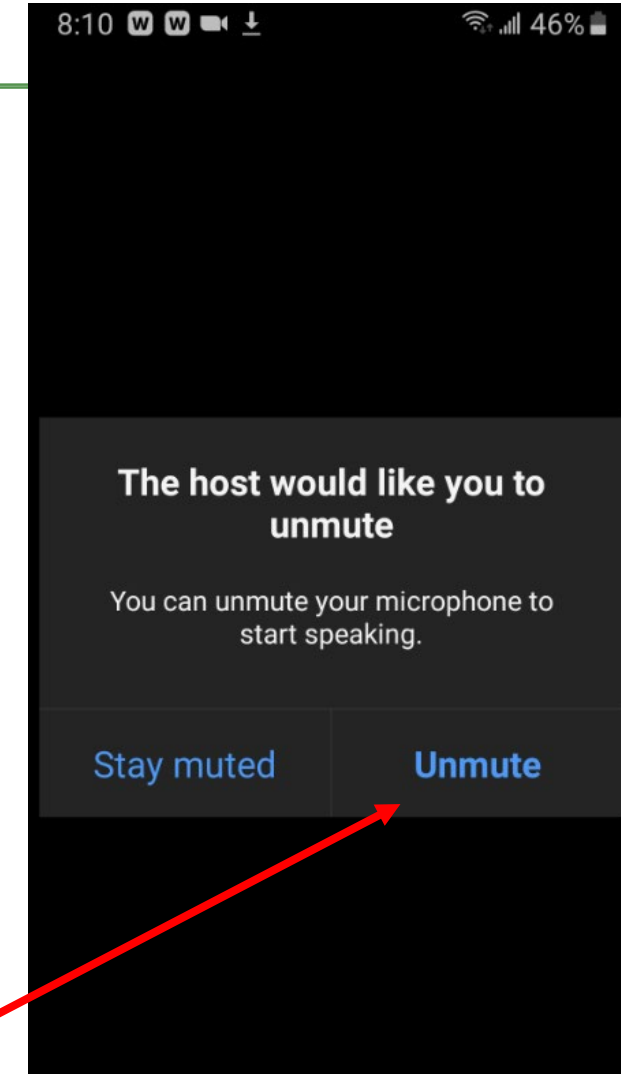 8:10 W W 46%
The host would like you to
unmute
You can unmute your microphone to
start speaking.
Stay muted Unmute